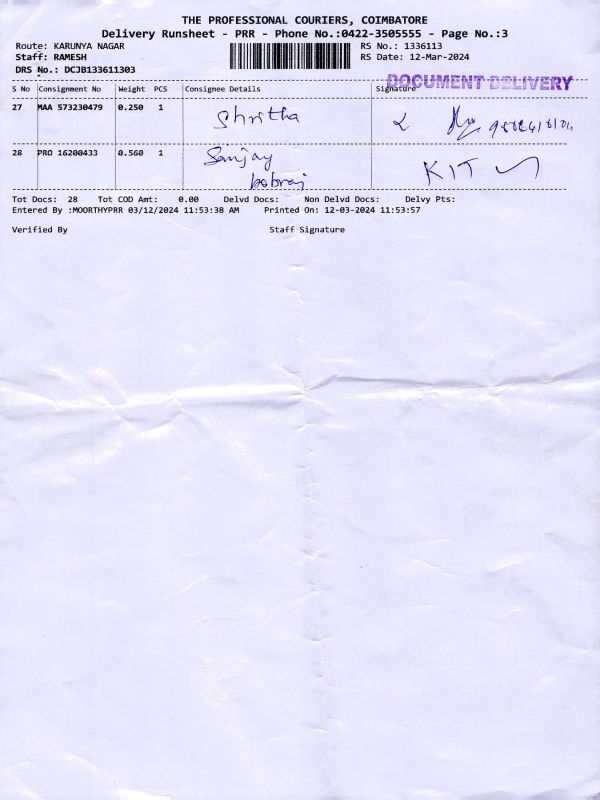 THE PROFESSIONAL COURIERS, COIMBATORE
Delivery Runsheet - PRR - Phone No.:0422-3505555 - Page No.:3
Route: KARUNYA NAGAR
Staff: RAMESH
DRS No.: DCJB133611303
RS No.: 1336113
RS Date: 12-Mar-2024
DOCUMENT DELIVERY
S No Consignment No Weight PCS Consignee Details Signature
27 MAA 573230479 0.250 1 Shritha
28 PRO 16200433 0.560 1 Sanjay KIT
Tot Docs: 28 Tot COD Amt: 0.00 Delvd Docs: Non Delvd Docs: Delvy Pts:
Entered By :MOORTHYPRR 03/12/2024 11:53:38 AM Printed On: 12-03-2024 11:53:57
Verified By Staff Signature